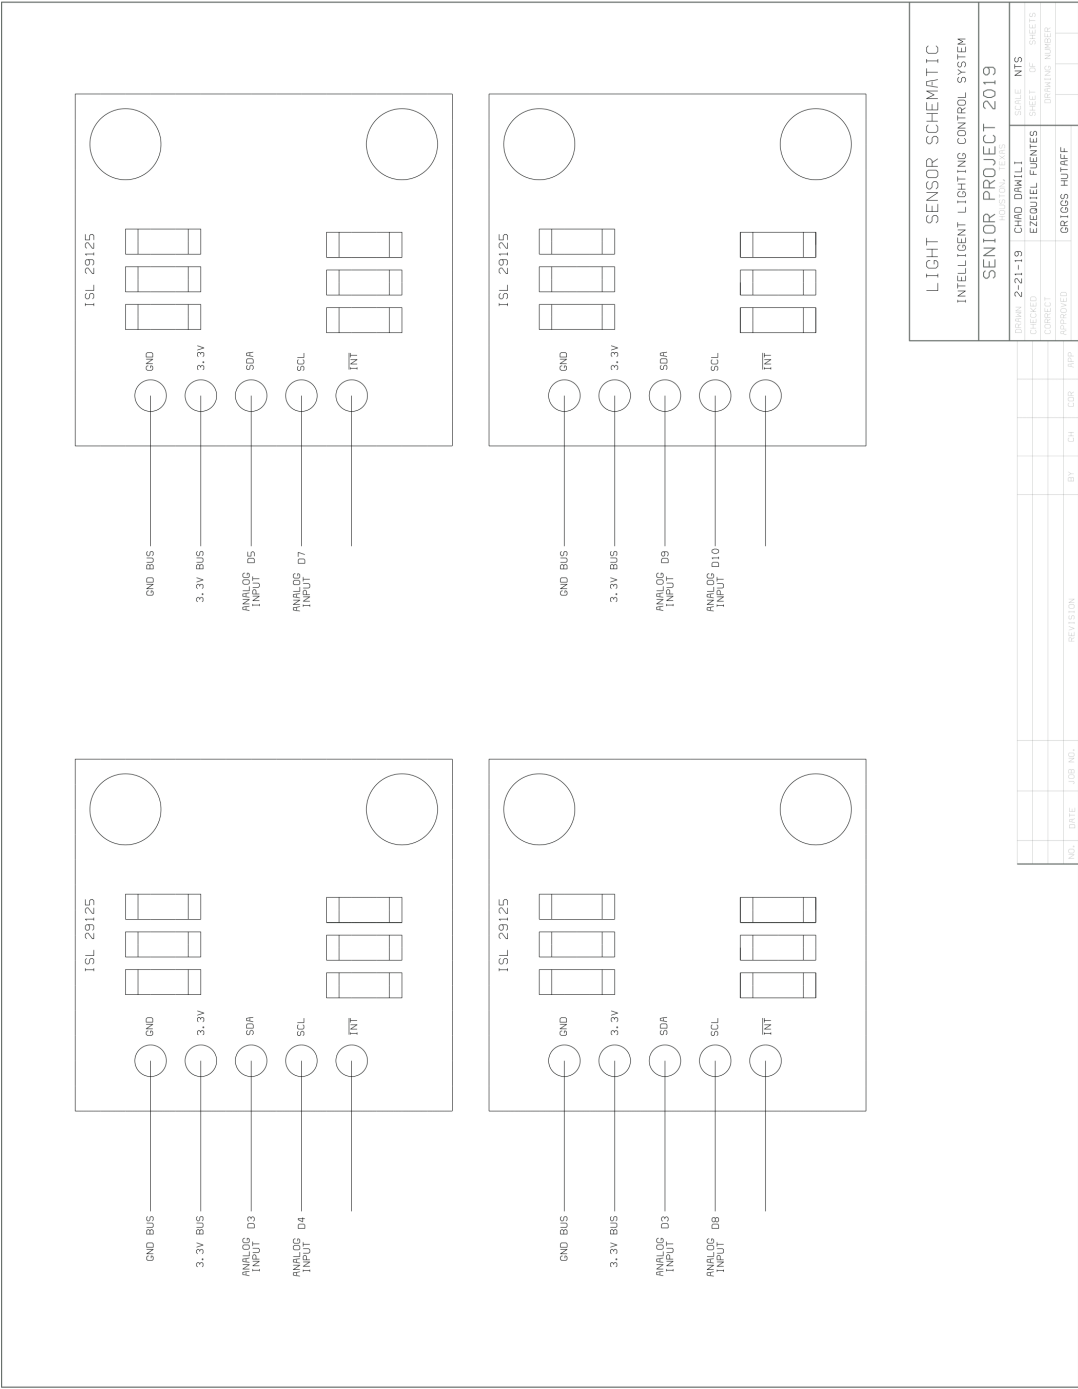 ISL 29125
GND
3.3V
SDA
SCL
INT
GND BUS
3.3V BUS
ANALOG D3
INPUT
ANALOG D4
INPUT
ISL 29125
GND
3.3V
SDA
SCL
INT
GND BUS
3.3V BUS
ANALOG D5
INPUT
ANALOG D7
INPUT
ISL 29125
GND
3.3V
SDA
SCL
INT
GND BUS
3.3V BUS
ANALOG D3
INPUT
ANALOG D8
INPUT
ISL 29125
GND
3.3V
SDA
SCL
INT
GND BUS
3.3V BUS
ANALOG D9
INPUT
ANALOG D10
INPUT
LIGHT SENSOR SCHEMATIC
INTELLIGENT LIGHTING CONTROL SYSTEM
SENIOR PROJECT 2019
HOUSTON, TEXAS
DRAWN 2-21-19 CHAD DAWILI SCALE NTS
CHECKED EZEQUIEL FUENTES SHEET OF SHEETS
CORRECT DRAWING NUMBER
APPROVED GRIGGS HUTAFF
NO. DATE JOB NO. REVISION BY CH COR APP